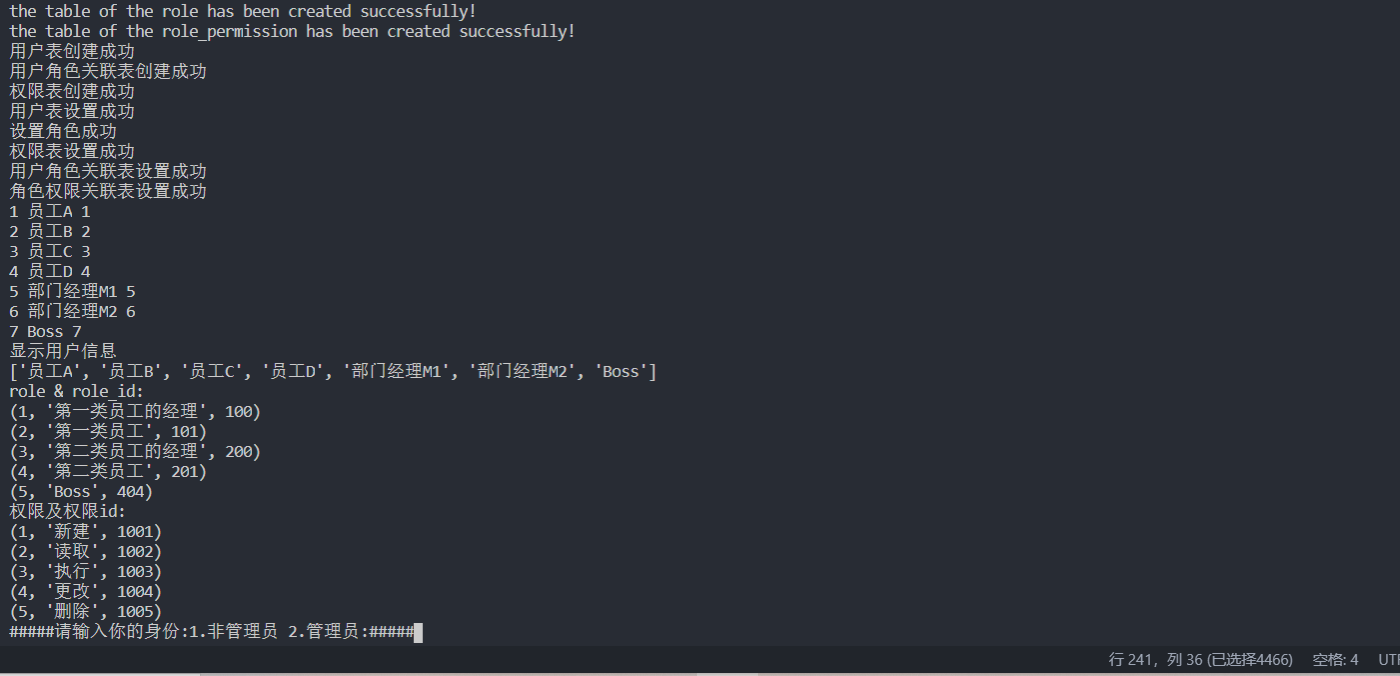 the table of the role has been created successfully!
the table of the role_permission has been created successfully!
用户表创建成功
用户角色关联表创建成功
权限表创建成功
用户表设置成功
设置角色成功
权限表设置成功
用户角色关联表设置成功
角色权限关联表设置成功
1 员工A 1
2 员工B 2
3 员工C 3
4 员工D 4
5 部门经理M1 5
6 部门经理M2 6
7 Boss 7
显示用户信息
['员工A', '员工B', '员工C', '员工D', '部门经理M1', '部门经理M2', 'Boss']
role & role_id:
(1, '第一类员工的经理', 100)
(2, '第一类员工', 101)
(3, '第二类员工的经理', 200)
(4, '第二类员工', 201)
(5, 'Boss', 404)
权限及权限id:
(1, '新建', 1001)
(2, '读取', 1002)
(3, '执行', 1003)
(4, '更改', 1004)
(5, '删除', 1005)
#####请输入你的身份:1.非管理员 2.管理员:#####
行 241，列 36 (已选择4466) 空格: 4